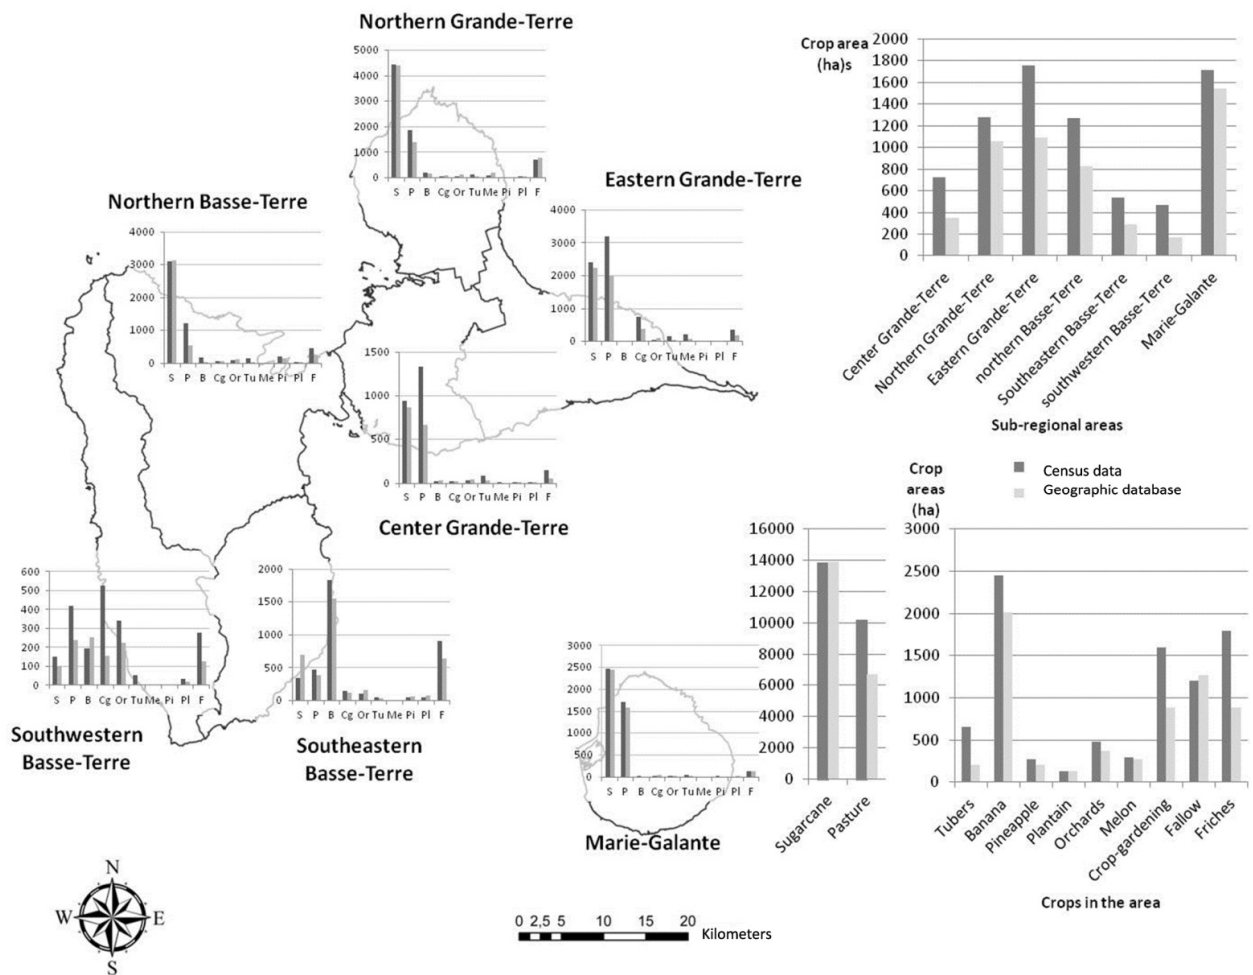 Northern Grande-Terre
5000
4000
3000
2000
1000
0
S P B Cg Or Tu Me Pi Pl F
Northern Basse-Terre
4000
3000
2000
1000
0
S P B Cg Or Tu Me Pi Pl F
Eastern Grande-Terre
4000
3000
2000
1000
0
S P B Cg Or Tu Me Pi F
1500
1000
500
0
S P B Cg Or Tu Me Pi Pl F
Center Grande-Terre
600
500
400
300
200
100
0
S P B Cg Or Tu Me Pi Pl F
Southwestern
Basse-Terre
2000
1500
1000
500
0
S P B Cg Or Tu Me Pi Pl F
Southeastern
Basse-Terre
3000
2500
2000
1500
1000
500
0
S P B Cg Or Tu Me Pi Pl F
Marie-Galante
Crop area
(ha)s
2000
1800
1600
1400
1200
1000
800
600
400
200
0
Center Grande-Terre
Northern Grande-Terre
Eastern Grande-Terre
northern Basse-Terre
Southeastern Basse-Terre
southwestern Basse-Terre
Marie-Galante
Sub-regional areas
Census data
Geographic database
Crop
areas
(ha)
16000
14000
12000
10000
8000
6000
4000
2000
0
Sugarcane
Pasture
3000
2500
2000
1500
1000
500
0
Tubers
Banana
Pineapple
Plantain
Orchards
Melon
Crop-gardening
Fallow
Friches
Crops in the area
N
W E
S
0 2,5 5 10 15 20
Kilometers